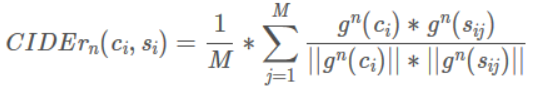 CIDEr_n(c_i, s_i) = \frac{1}{M} * \sum_{j=1}^{M} \frac{g^n(c_i) * g^n(s_{ij})}{||g^n(c_i)|| * ||g^n(s_{ij})||}